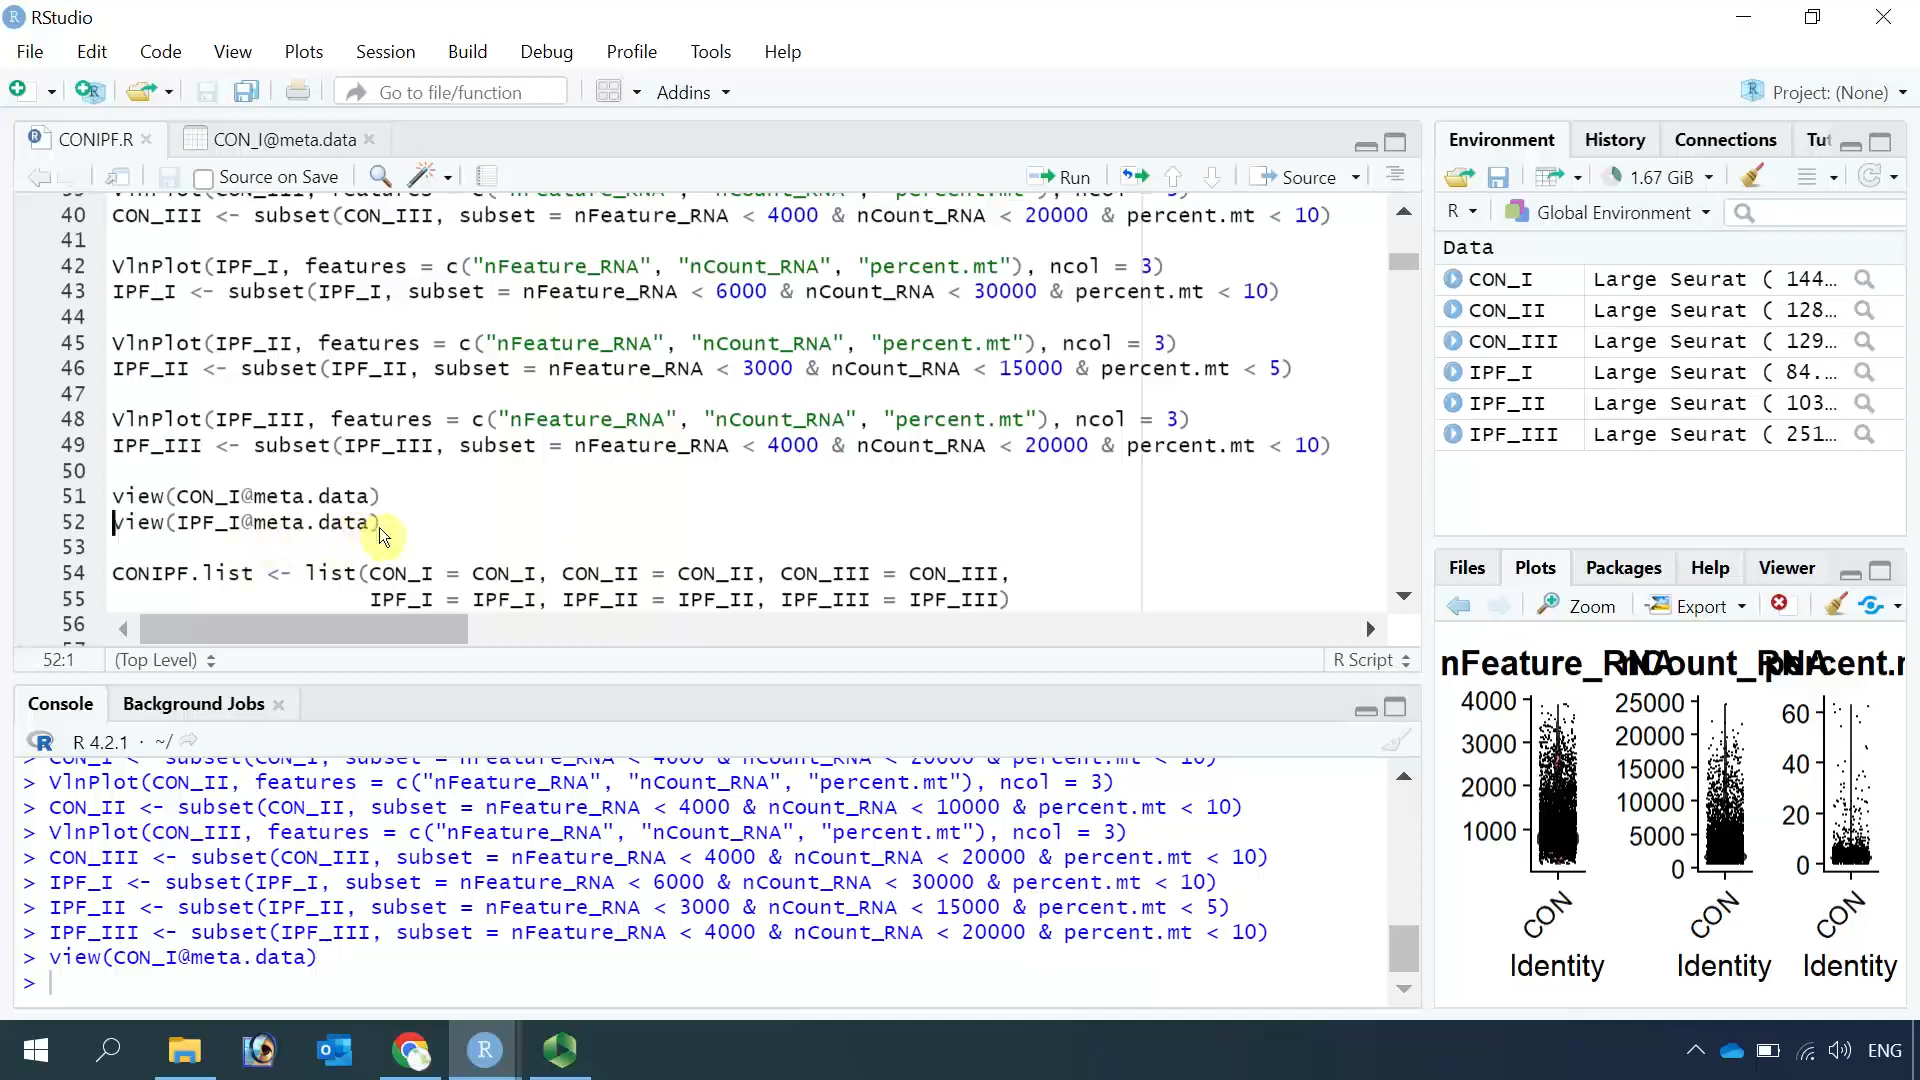 RStudio
File Edit Code View Plots Session Build Debug Profile Tools Help
Go to file/function Addins Project: (None)
CONIPF.R CON_I@meta.data
Source on Save Run Source
40 CON_III <- subset(CON_III, subset = nFeature_RNA < 4000 & nCount_RNA < 20000 & percent.mt < 10)
41
42 VlnPlot(IPF_I, features = c("nFeature_RNA", "nCount_RNA", "percent.mt"), ncol = 3)
43 IPF_I <- subset(IPF_I, subset = nFeature_RNA < 6000 & nCount_RNA < 30000 & percent.mt < 10)
44
45 VlnPlot(IPF_II, features = c("nFeature_RNA", "nCount_RNA", "percent.mt"), ncol = 3)
46 IPF_II <- subset(IPF_II, subset = nFeature_RNA < 3000 & nCount_RNA < 15000 & percent.mt < 5)
47
48 VlnPlot(IPF_III, features = c("nFeature_RNA", "nCount_RNA", "percent.mt"), ncol = 3)
49 IPF_III <- subset(IPF_III, subset = nFeature_RNA < 4000 & nCount_RNA < 20000 & percent.mt < 10)
50
51 view(CON_I@meta.data)
52 view(IPF_I@meta.data)
53
54 CONIPF.list <- list(CON_I = CON_I, CON_II = CON_II, CON_III = CON_III,
55 IPF_I = IPF_I, IPF_II = IPF_II, IPF_III = IPF_III)
56
52:1 (Top Level) R Script
Console Background Jobs
R 4.2.1 · ~/
> CON_I <- subset(CON_I, subset = nFeature_RNA < 4000 & nCount_RNA < 20000 & percent.mt < 10)
> VlnPlot(CON_II, features = c("nFeature_RNA", "nCount_RNA", "percent.mt"), ncol = 3)
> CON_II <- subset(CON_II, subset = nFeature_RNA < 4000 & nCount_RNA < 10000 & percent.mt < 10)
> VlnPlot(CON_III, features = c("nFeature_RNA", "nCount_RNA", "percent.mt"), ncol = 3)
> CON_III <- subset(CON_III, subset = nFeature_RNA < 4000 & nCount_RNA < 20000 & percent.mt < 10)
> IPF_I <- subset(IPF_I, subset = nFeature_RNA < 6000 & nCount_RNA < 30000 & percent.mt < 10)
> IPF_II <- subset(IPF_II, subset = nFeature_RNA < 3000 & nCount_RNA < 15000 & percent.mt < 5)
> IPF_III <- subset(IPF_III, subset = nFeature_RNA < 4000 & nCount_RNA < 20000 & percent.mt < 10)
> view(CON_I@meta.data)
>
Environment History Connections Tut
1.67 GiB
R Global Environment
Data
CON_I Large Seurat ( 144…
CON_II Large Seurat ( 128…
CON_III Large Seurat ( 129…
IPF_I Large Seurat ( 84.…
IPF_II Large Seurat ( 103…
IPF_III Large Seurat ( 251…
Files Plots Packages Help Viewer
Zoom Export
nFeature_RNA nCount_RNA percent.m
4000 25000 60
3000 20000 40
2000 15000 20
1000 10000 0
5000
0
CON CON CON
Identity Identity Identity
ENG